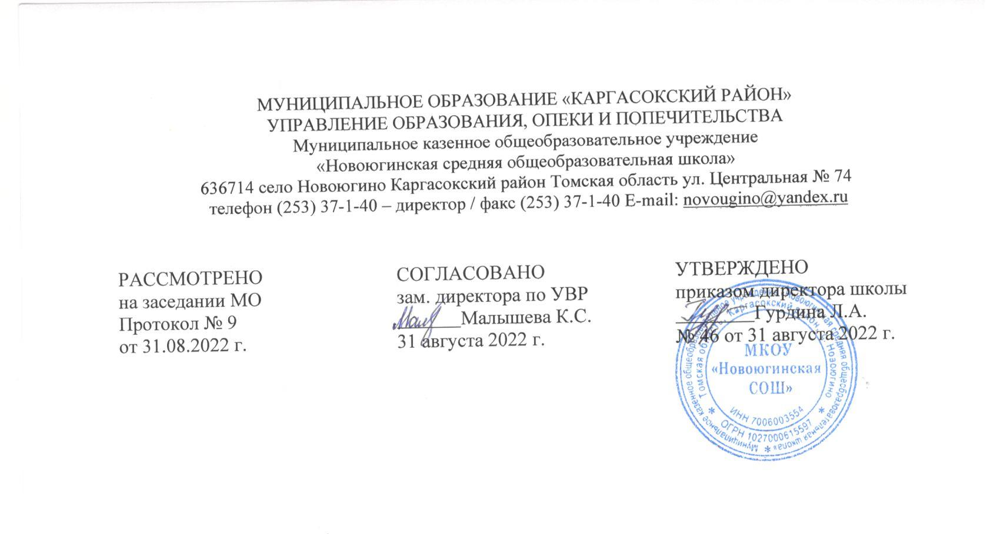 МУНИЦИПАЛЬНОЕ ОБРАЗОВАНИЕ «КАРГАСОКСКИЙ РАЙОН»
УПРАВЛЕНИЕ ОБРАЗОВАНИЯ, ОПЕКИ И ПОПЕЧИТЕЛЬСТВА
Муниципальное казенное общеобразовательное учреждение
«Новоюгинская средняя общеобразовательная школа»
636714 село Новоюгино Каргасокский район Томская область ул. Центральная № 74
телефон (253) 37-1-40 – директор / факс (253) 37-1-40 E-mail: novougino@yandex.ru
РАССМОТРЕНО
на заседании МО
Протокол № 9
от 31.08.2022 г.
СОГЛАСОВАНО
зам. директора по УВР
Малышева К.С.
31 августа 2022 г.
УТВЕРЖДЕНО
приказом директора школы
Гурдина Л.А.
№ 46 от 31 августа 2022 г.
Муниципальное казенное общеобразовательное учреждение «Новоюгинская средняя общеобразовательная школа»
Томская область, Каргасокский район, с. Новоюгино
МКОУ
«Новоюгинская
СОШ»
ИНН 7006003554
ОГРН 1027000615597